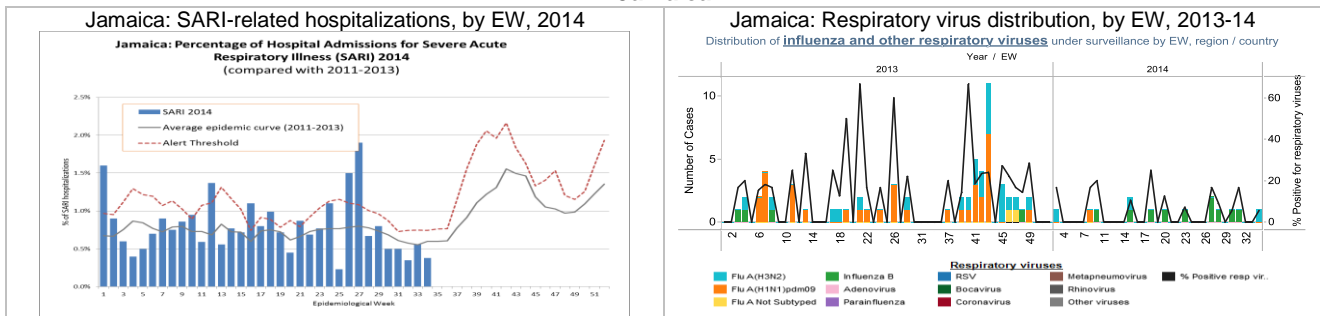 Jamaica: SARI-related hospitalizations, by EW, 2014
Jamaica: Percentage of Hospital Admissions for Severe Acute
Respiratory Illness (SARI) 2014
(compared with 2011-2013)
2.5%
2.0%
1.5%
1.0%
0.5%
0.0%
% of SARI hospitalizations
SARI 2014
Average epidemic curve (2011-2013)
Alert Threshold
1 3 5 7 9 11 13 15 17 19 21 23 25 27 29 31 33 35 37 39 41 43 45 47 49 51
Epidemiological Week
Jamaica: Respiratory virus distribution, by EW, 2013-14
Distribution of influenza and other respiratory viruses under surveillance by EW, region / country
Year / EW
2013 2014
Number of Cases
10
5
0
60
40
20
0
% Positive for respiratory viruses
2 6 10 14 18 22 26 31 37 41 45 49 4 7 11 14 17 20 23 26 29 32
Respiratory viruses
Flu A(H3N2) Influenza B RSV Metapneumovirus % Positive resp vir..
Flu A(H1N1)pdm09 Adenovirus Bocavirus Rhinovirus
Flu A Not Subtyped Parainfluenza Coronavirus Other viruses